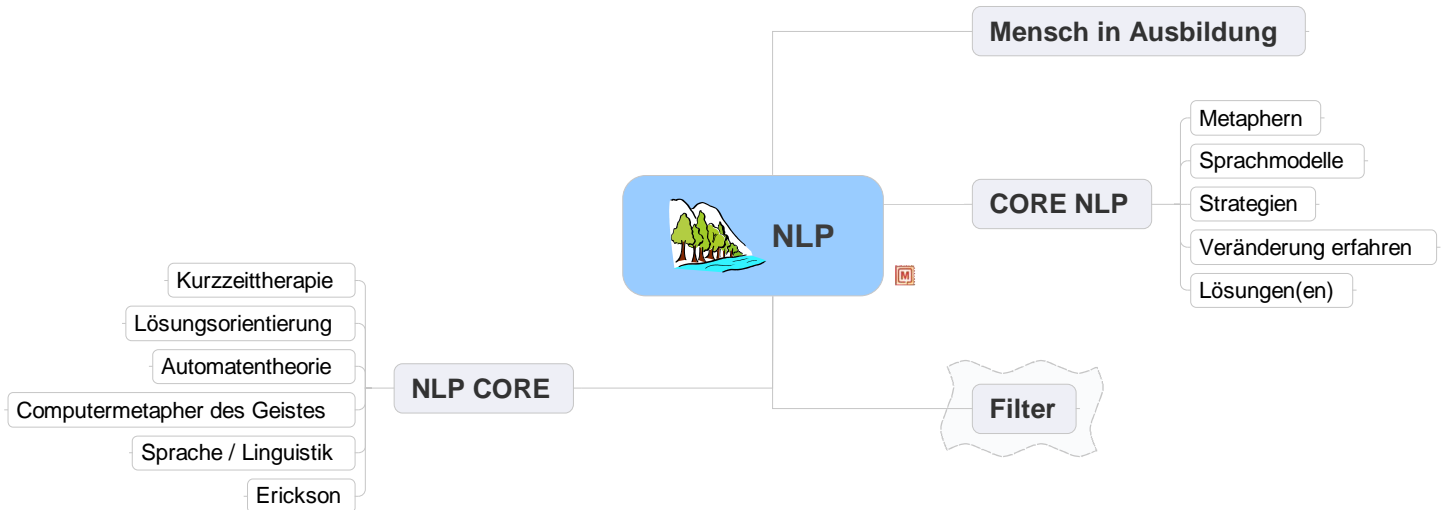 NLP
Mensch in Ausbildung
CORE NLP
Metaphern
Sprachmodelle
Strategien
Veränderung erfahren
Lösungen(en)
Filter
NLP CORE
Kurzzeittherapie
Lösungsorientierung
Automatentheorie
Computermetapher des Geistes
Sprache / Linguistik
Erickson
M